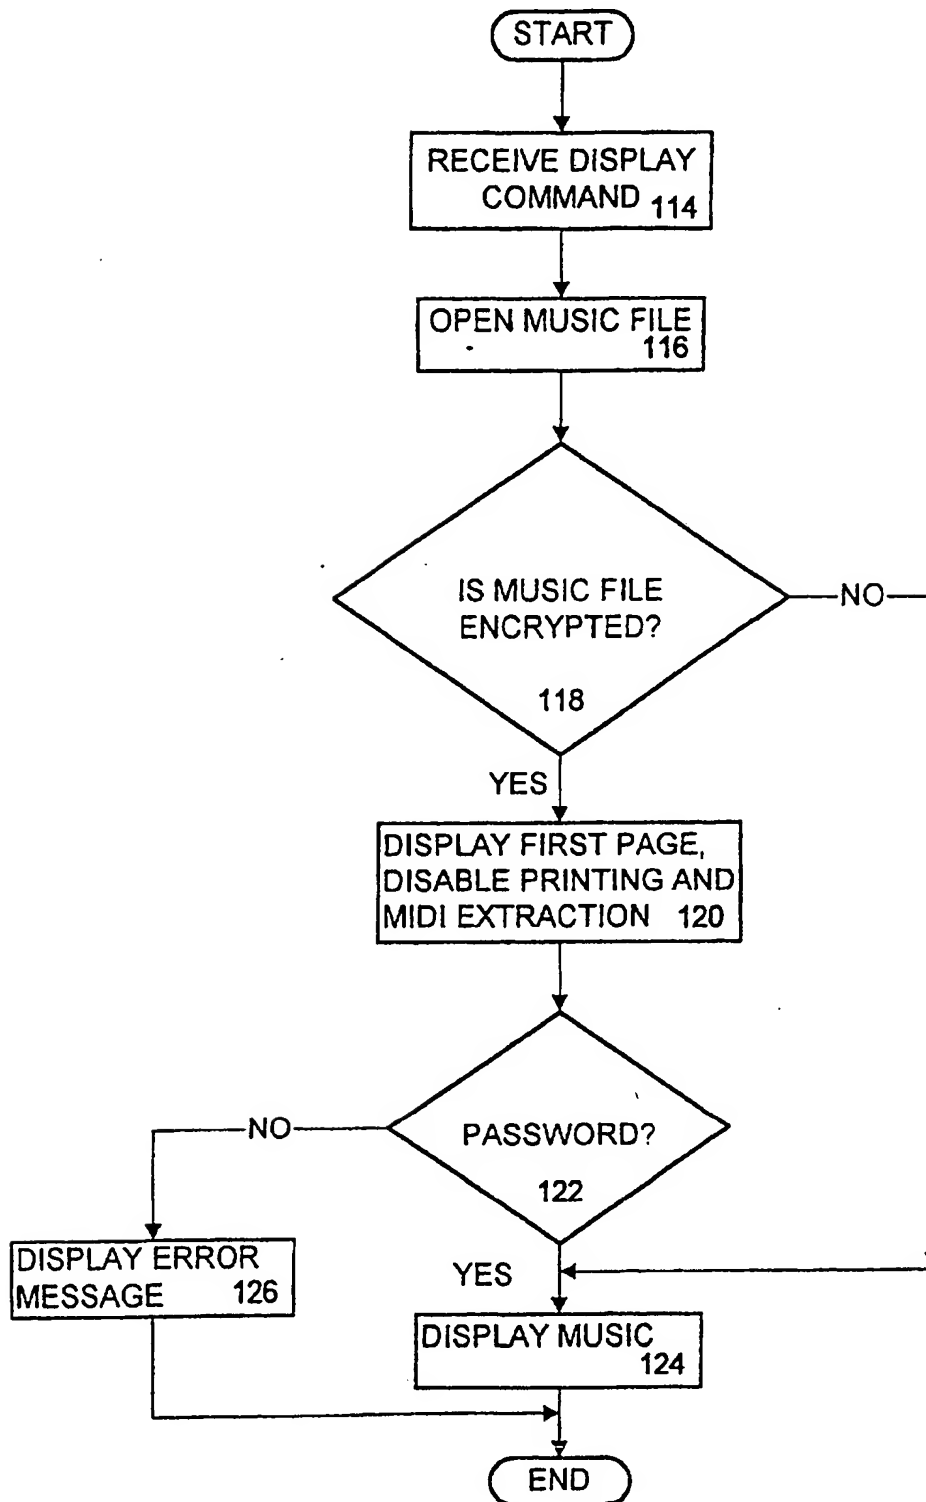 START
RECEIVE DISPLAY
COMMAND 114
OPEN MUSIC FILE
116
IS MUSIC FILE
ENCRYPTED?
118
NO
YES
DISPLAY FIRST PAGE,
DISABLE PRINTING AND
MIDI EXTRACTION 120
PASSWORD?
122
NO
DISPLAY ERROR
MESSAGE 126
YES
DISPLAY MUSIC
124
END